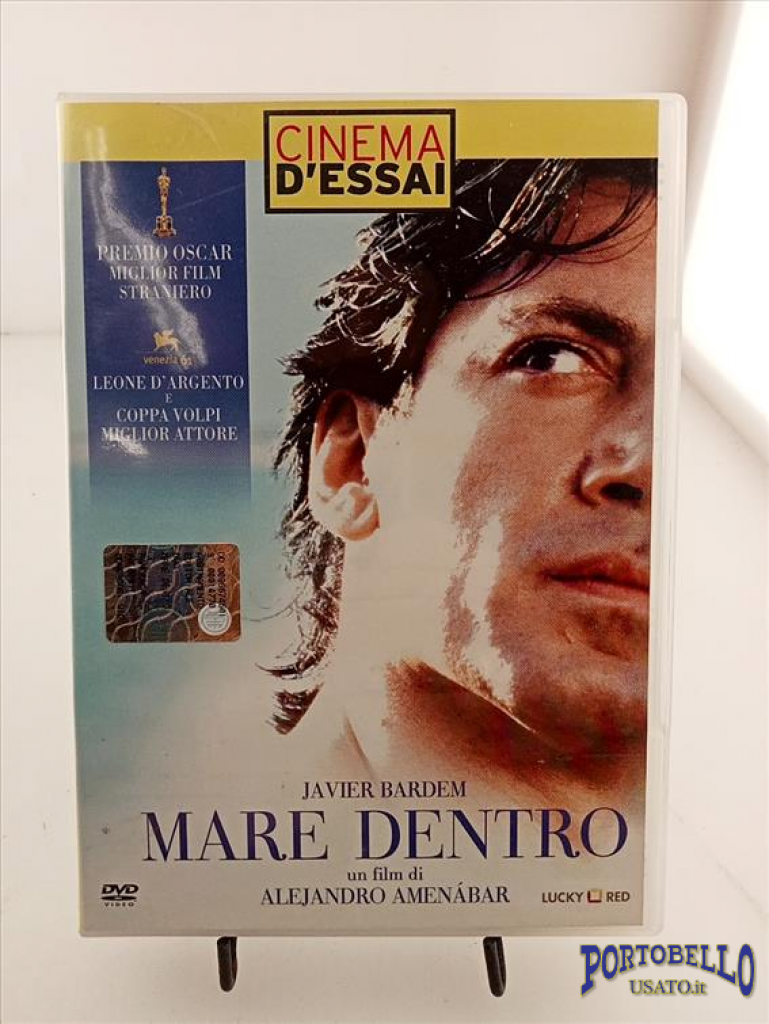 CINEMA
D'ESSAI
PREMIO OSCAR
MIGLIOR FILM
STRANIERO
venezia 61
LEONE D'ARGENTO
E
COPPA VOLPI
MIGLIOR ATTORE
JAVIER BARDEM
MARE DENTRO
un film di
ALEJANDRO AMENÁBAR
DVD
VIDEO
LUCKY RED
PORTOBELLO
USATO.it